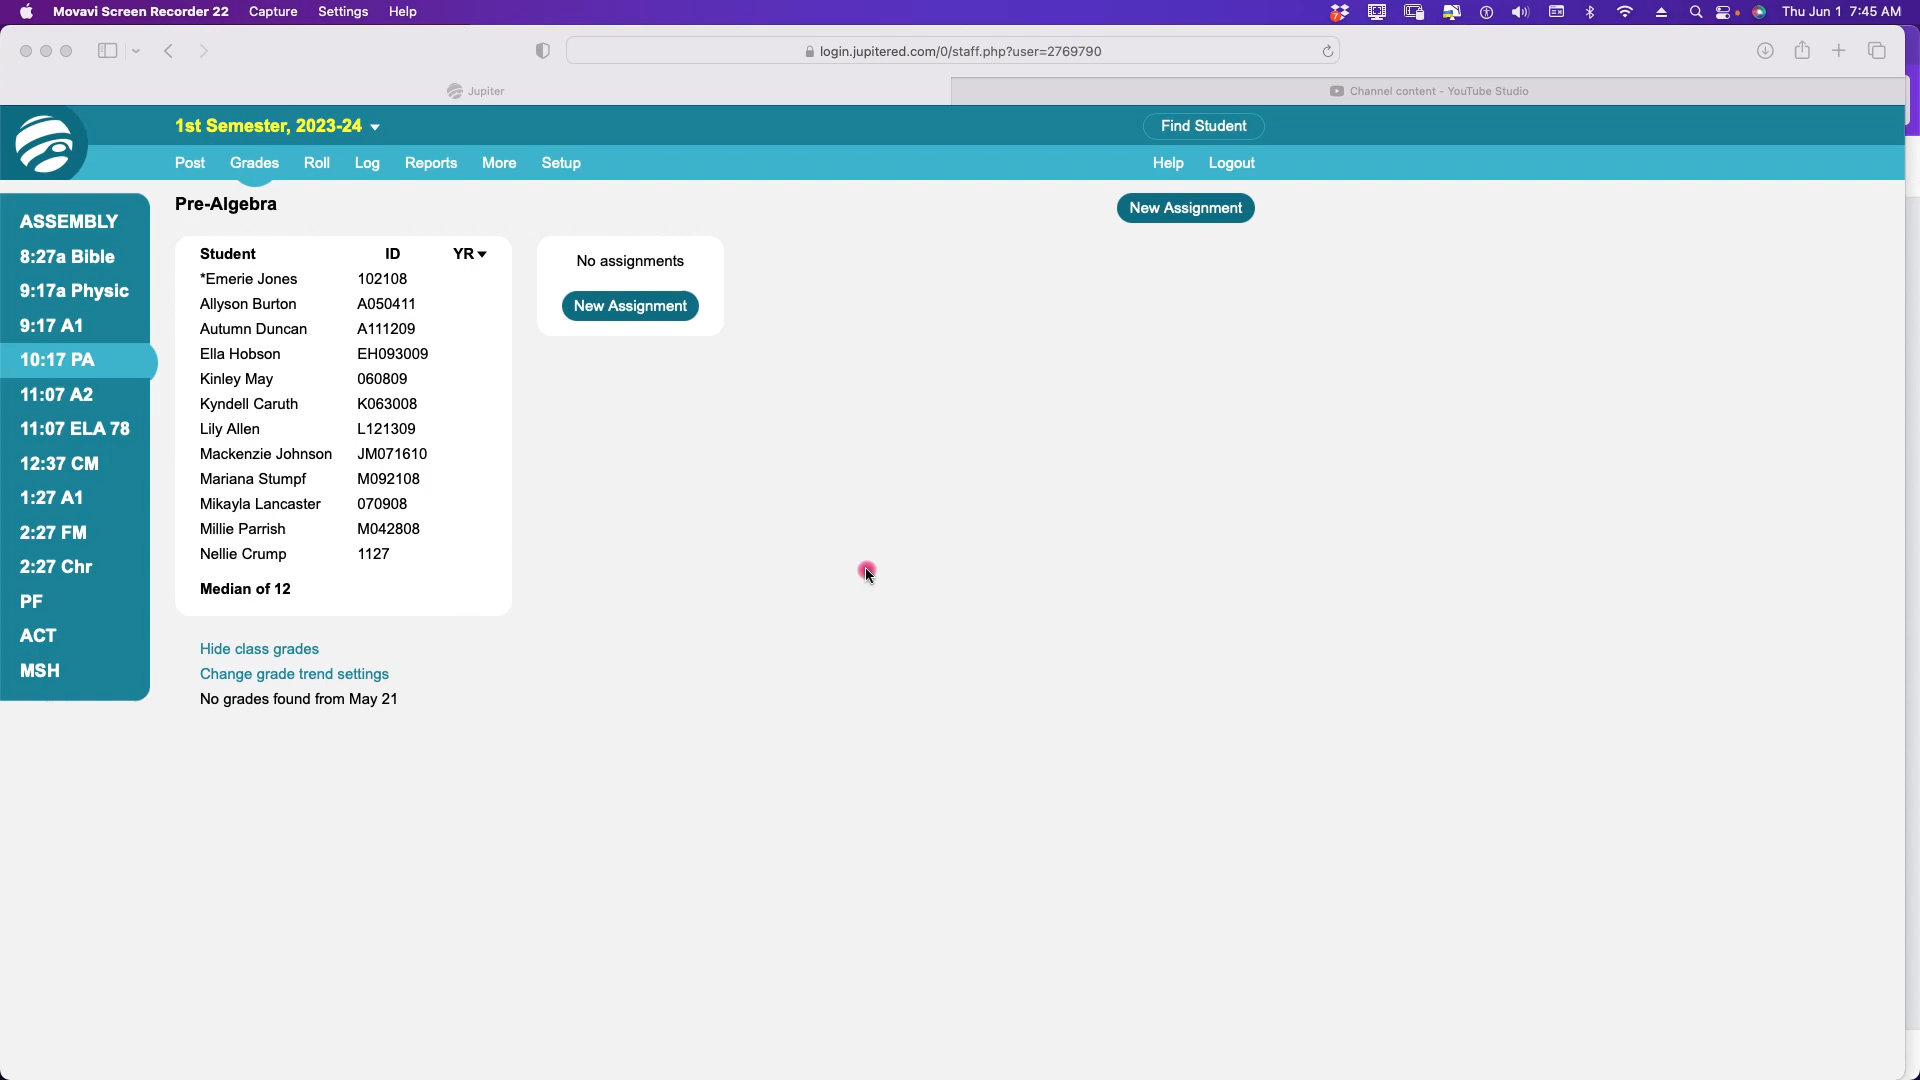 Movavi Screen Recorder 22 Capture Settings Help
7
Thu Jun 1 7:45 AM
login.jupitered.com/0/staff.php?user=2769790
Jupiter
Channel content - YouTube Studio
1st Semester, 2023-24
Find Student
Post Grades Roll Log Reports More Setup
Help Logout
Pre-Algebra
New Assignment
ASSEMBLY
8:27a Bible
9:17a Physic
9:17 A1
10:17 PA
11:07 A2
11:07 ELA 78
12:37 CM
1:27 A1
2:27 FM
2:27 Chr
PF
ACT
MSH
Student ID YR
*Emerie Jones 102108
Allyson Burton A050411
Autumn Duncan A111209
Ella Hobson EH093009
Kinley May 060809
Kyndell Caruth K063008
Lily Allen L121309
Mackenzie Johnson JM071610
Mariana Stumpf M092108
Mikayla Lancaster 070908
Millie Parrish M042808
Nellie Crump 1127
Median of 12
No assignments
New Assignment
Hide class grades
Change grade trend settings
No grades found from May 21